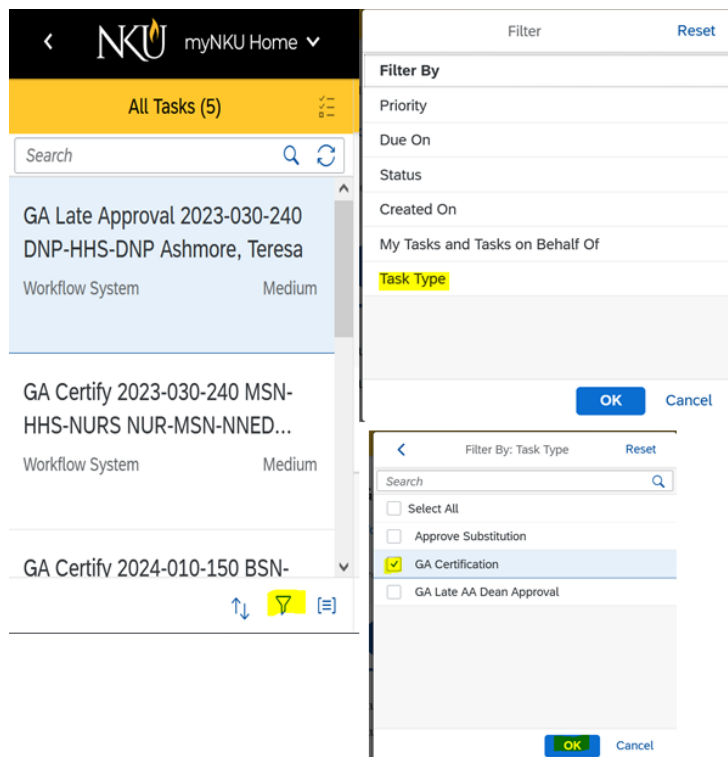 NKU myNKU Home
All Tasks (5)
Search
GA Late Approval 2023-030-240
DNP-HHS-DNP Ashmore, Teresa
Workflow System Medium
GA Certify 2023-030-240 MSN-
HHS-NURS NUR-MSN-NNED...
Workflow System Medium
GA Certify 2024-010-150 BSN-
Filter Reset
Filter By
Priority
Due On
Status
Created On
My Tasks and Tasks on Behalf Of
Task Type
OK Cancel
Filter By: Task Type Reset
Search
Select All
Approve Substitution
GA Certification
GA Late AA Dean Approval
OK Cancel